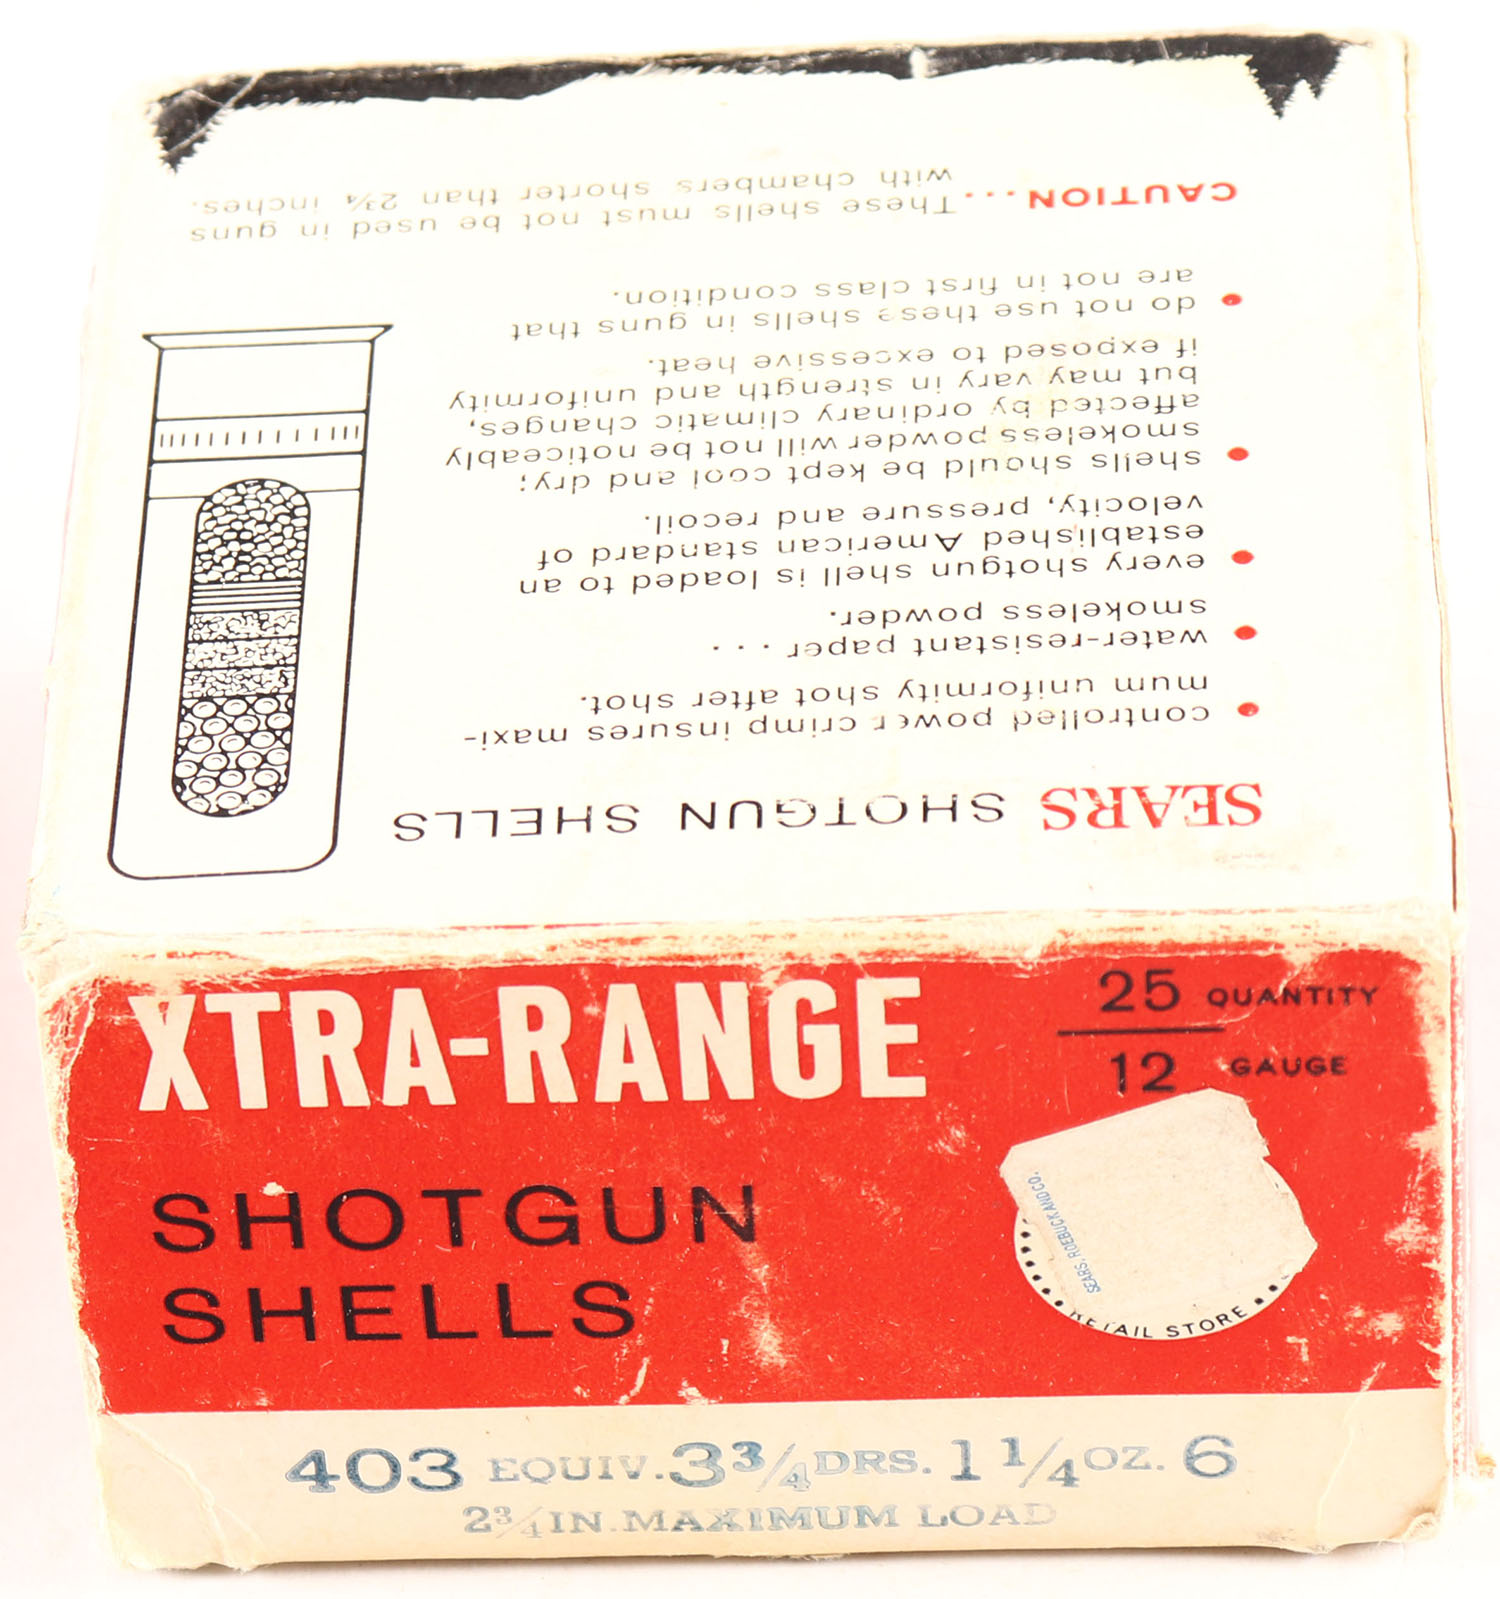 SEARS SHOTGUN SHELLS
• controlled power crimp insures maxi-
mum uniformity shot after shot.
• water-resistant paper . . .
smokeless powder.
• every shotgun shell is loaded to an
established American standard of
velocity, pressure and recoil.
• shells should be kept cool and dry;
smokeless powder will not be noticeably
affected by ordinary climatic changes,
but may vary in strength and uniformity
if exposed to excessive heat.
• do not use these shells in guns that
are not in first class condition.
CAUTION... These shells must not be used in guns
with chambers shorter than 2¾ inches.
XTRA-RANGE
SHOTGUN
SHELLS
25 QUANTITY
12 GAUGE
SEARS, ROEBUCK AND CO.
RETAIL STORE
403 EQUIV. 3 3/4 DRS. 1 1/4 OZ. 6
2 3/4 IN. MAXIMUM LOAD